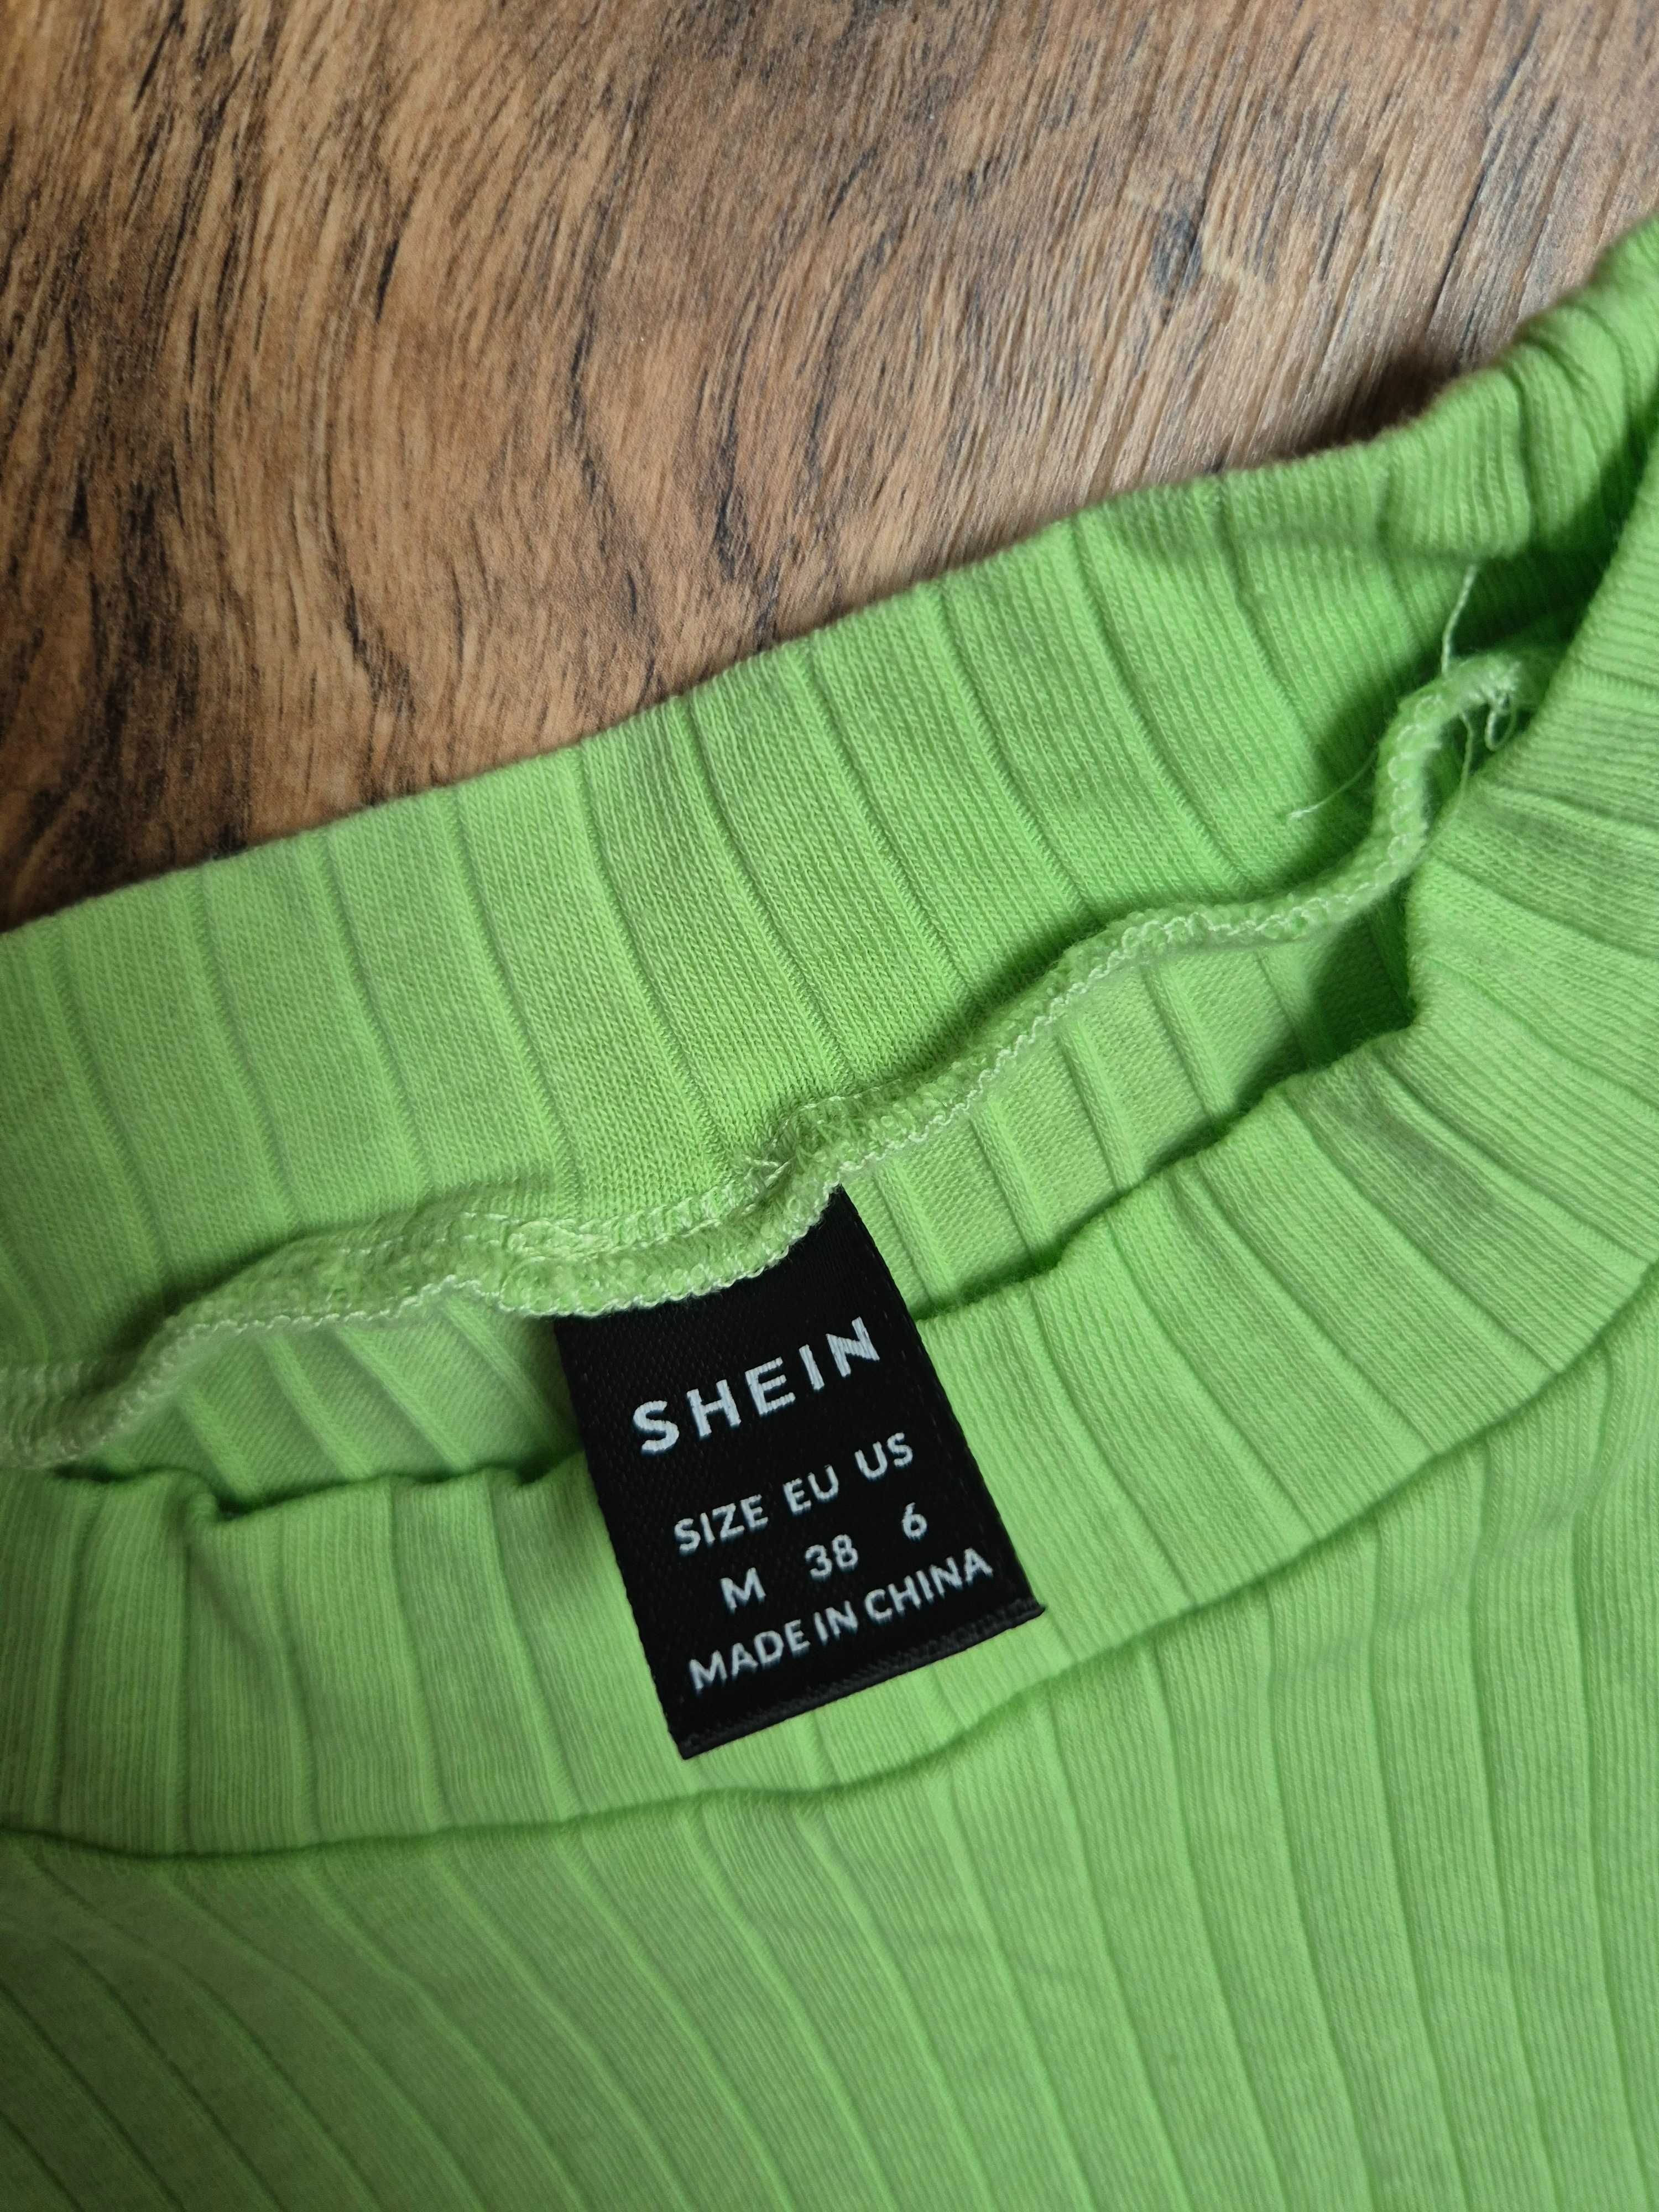 SHEIN
SIZE EU US
M 38 6
MADE IN CHINA